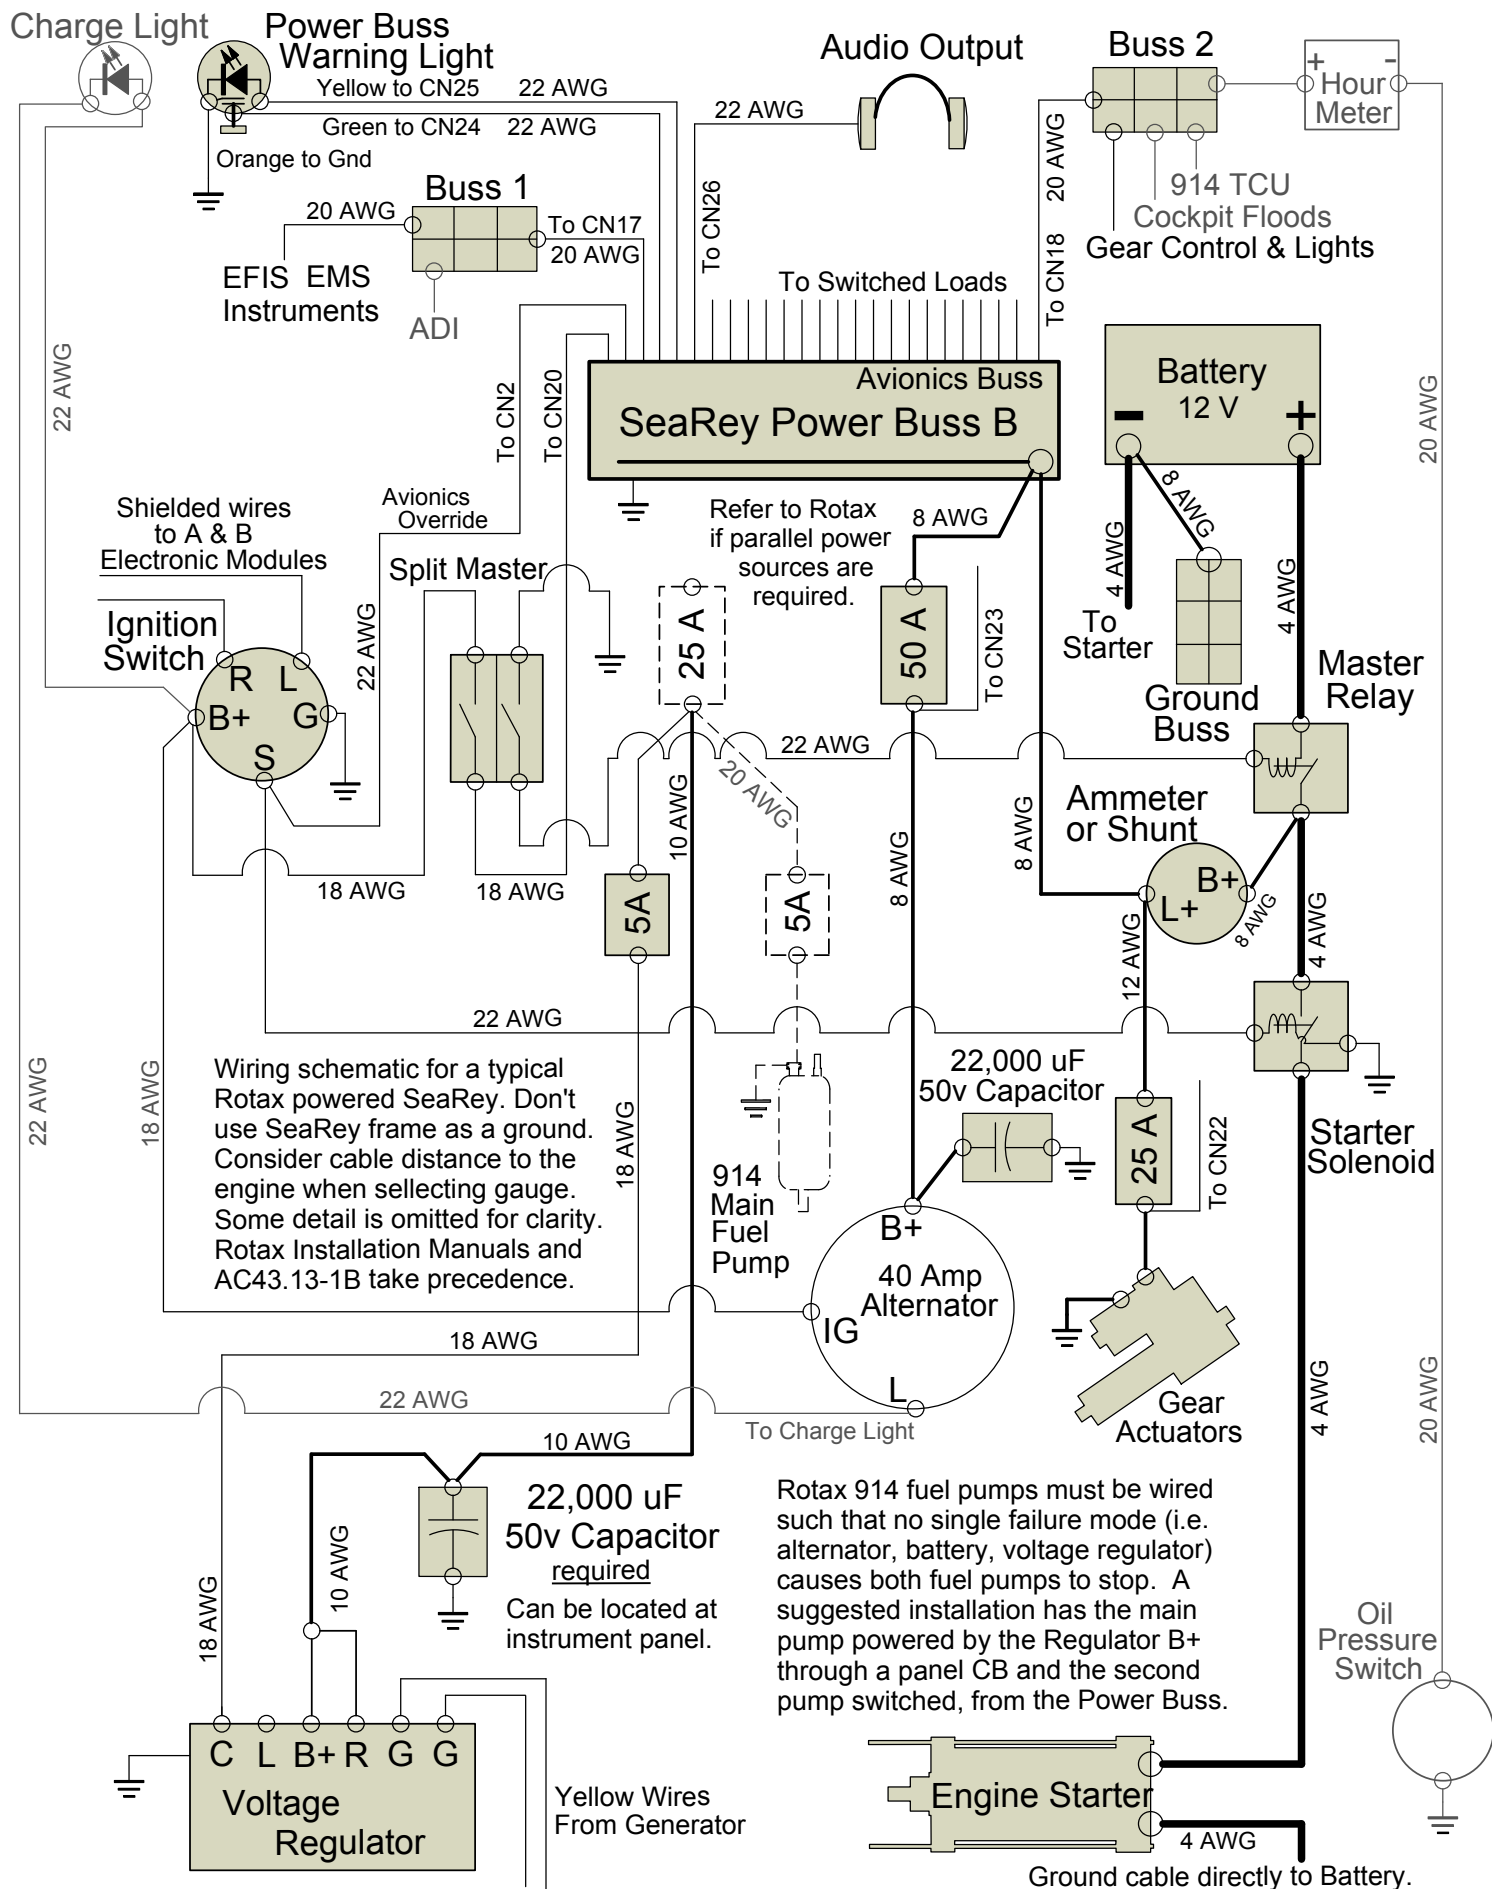 Charge Light
Power Buss
Warning Light
Yellow to CN25
22 AWG
Green to CN24
22 AWG
Orange to Gnd
Audio Output
22 AWG
Buss 2
+ -
Hour
Meter
20 AWG
914 TCU
Cockpit Floods
Gear Control & Lights
Buss 1
20 AWG
To CN17
20 AWG
EFIS EMS
Instruments
ADI
To CN26
To Switched Loads
To CN18
22 AWG
To CN2
To CN20
Avionics Buss
SeaRey Power Buss B
Battery
12 V
- +
20 AWG
Shielded wires
to A & B
Electronic Modules
Avionics
Override
Split Master
Refer to Rotax
if parallel power
sources are
required.
8 AWG
8 AWG
4 AWG
4 AWG
To
Starter
Ignition
Switch
R L
B+ G
S
22 AWG
25 A
50 A
To CN23
Ground
Buss
Master
Relay
22 AWG
20 AWG
10 AWG
8 AWG
8 AWG
Ammeter
or Shunt
B+
L+
8 AWG
4 AWG
12 AWG
18 AWG
18 AWG
5A
5A
22 AWG
22 AWG
18 AWG
18 AWG
Wiring schematic for a typical
Rotax powered SeaRey. Don't
use SeaRey frame as a ground.
Consider cable distance to the
engine when sellecting gauge.
Some detail is omitted for clarity.
Rotax Installation Manuals and
AC43.13-1B take precedence.
914
Main
Fuel
Pump
22,000 uF
50v Capacitor
25 A
To CN22
Starter
Solenoid
B+
40 Amp
Alternator
IG
L
18 AWG
22 AWG
To Charge Light
Gear
Actuators
4 AWG
20 AWG
10 AWG
22,000 uF
50v Capacitor
required
Can be located at
instrument panel.
10 AWG
18 AWG
Rotax 914 fuel pumps must be wired
such that no single failure mode (i.e.
alternator, battery, voltage regulator)
causes both fuel pumps to stop. A
suggested installation has the main
pump powered by the Regulator B+
through a panel CB and the second
pump switched, from the Power Buss.
Oil
Pressure
Switch
C L B+ R G G
Voltage
Regulator
Yellow Wires
From Generator
Engine Starter
4 AWG
Ground cable directly to Battery.